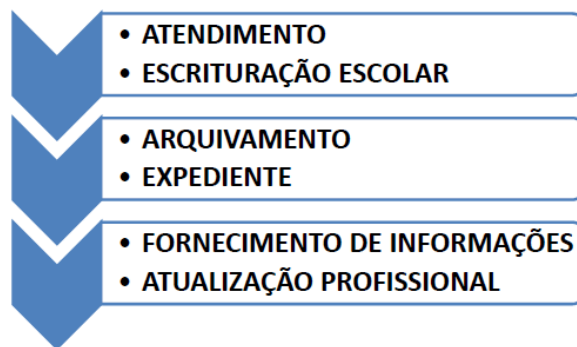 • ATENDIMENTO
• ESCRITURAÇÃO ESCOLAR
• ARQUIVAMENTO
• EXPEDIENTE
• FORNECIMENTO DE INFORMAÇÕES
• ATUALIZAÇÃO PROFISSIONAL